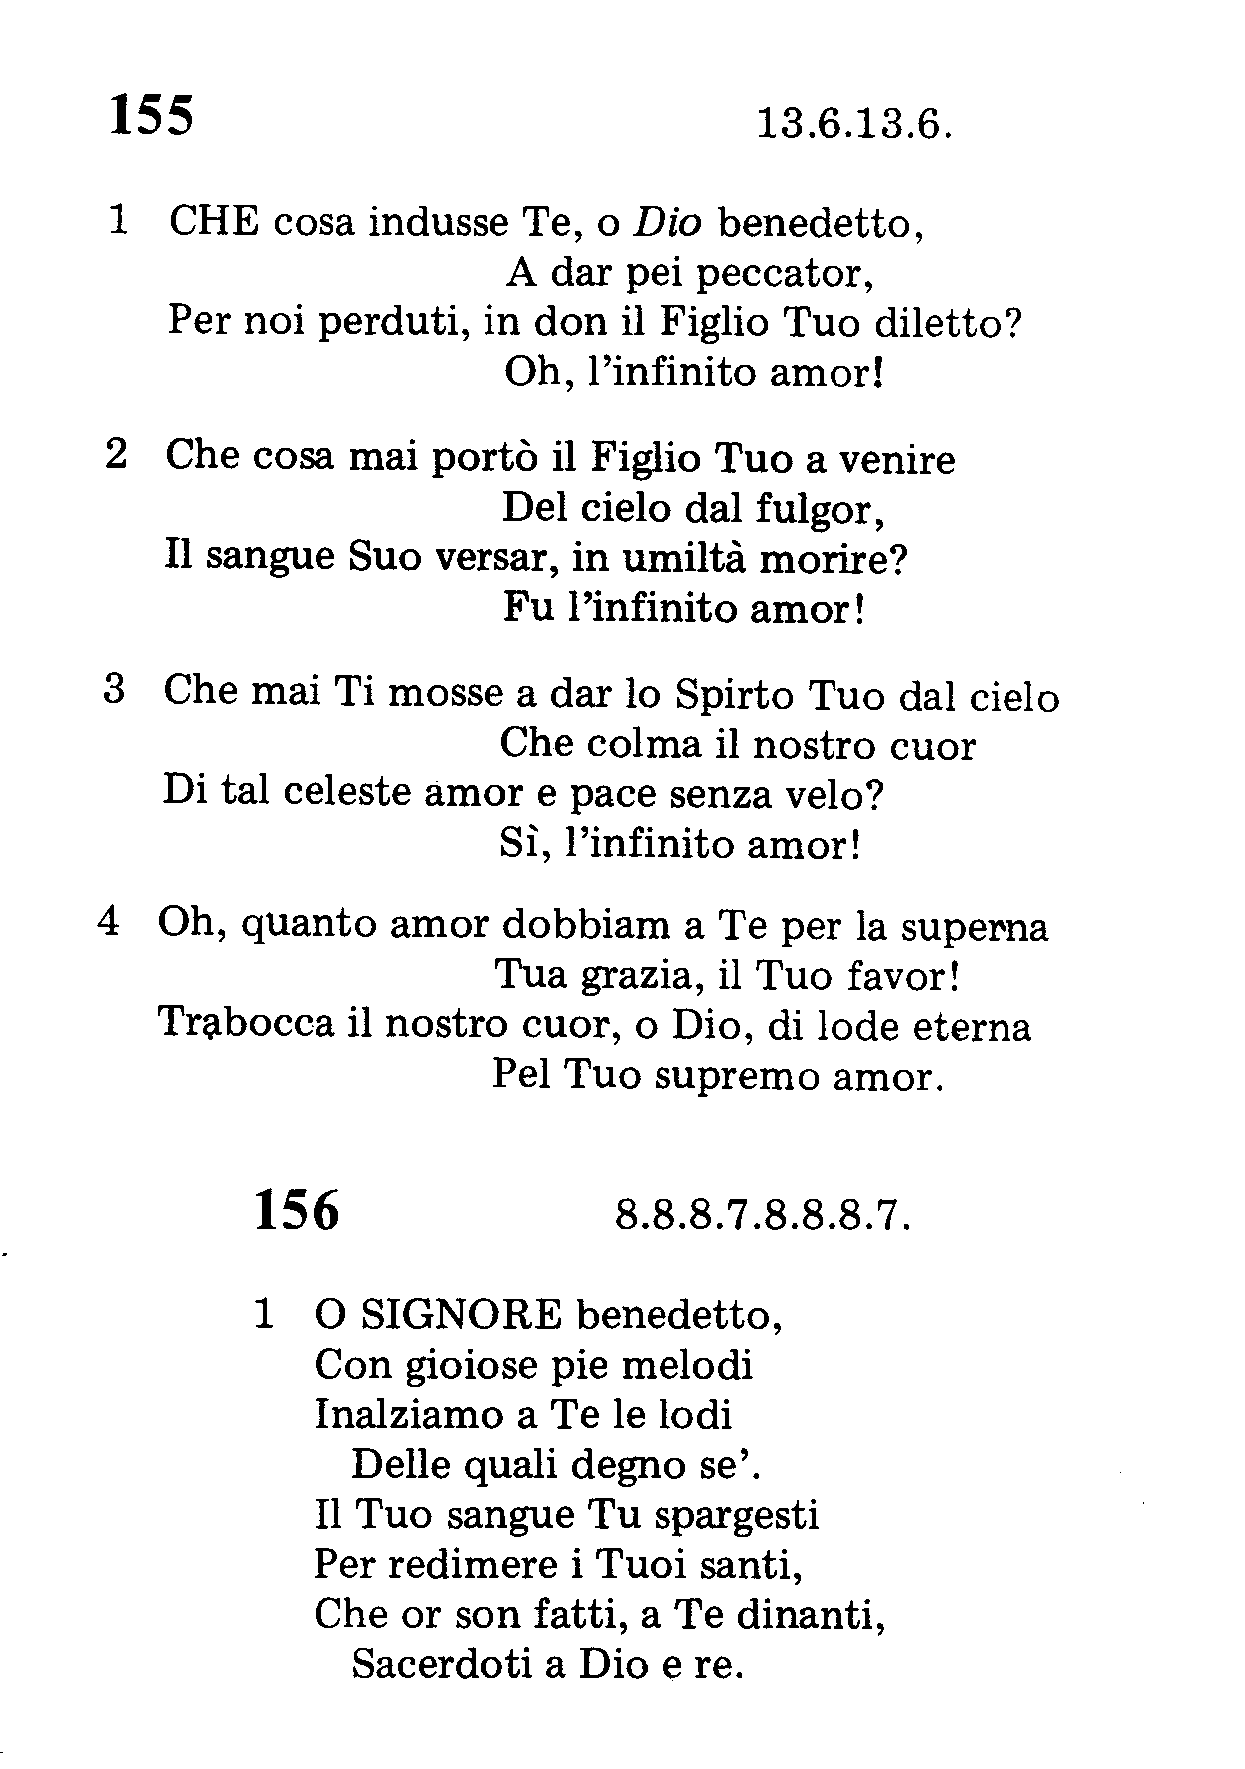 155 13.6.13.6.
1 CHE cosa indusse Te, o Dio benedetto,
A dar pei peccator,
Per noi perduti, in don il Figlio Tuo diletto?
Oh, l'infinito amor!
2 Che cosa mai portò il Figlio Tuo a venire
Del cielo dal fulgor,
Il sangue Suo versar, in umiltà morire?
Fu l'infinito amor!
3 Che mai Ti mosse a dar lo Spirto Tuo dal cielo
Che colma il nostro cuor
Di tal celeste amor e pace senza velo?
Sì, l'infinito amor!
4 Oh, quanto amor dobbiam a Te per la superna
Tua grazia, il Tuo favor!
Trabocca il nostro cuor, o Dio, di lode eterna
Pel Tuo supremo amor.
156 8.8.8.7.8.8.8.7.
1 O SIGNORE benedetto,
Con gioiose pie melodi
Inalziamo a Te le lodi
Delle quali degno se'.
Il Tuo sangue Tu spargesti
Per redimere i Tuoi santi,
Che or son fatti, a Te dinanti,
Sacerdoti a Dio e re.